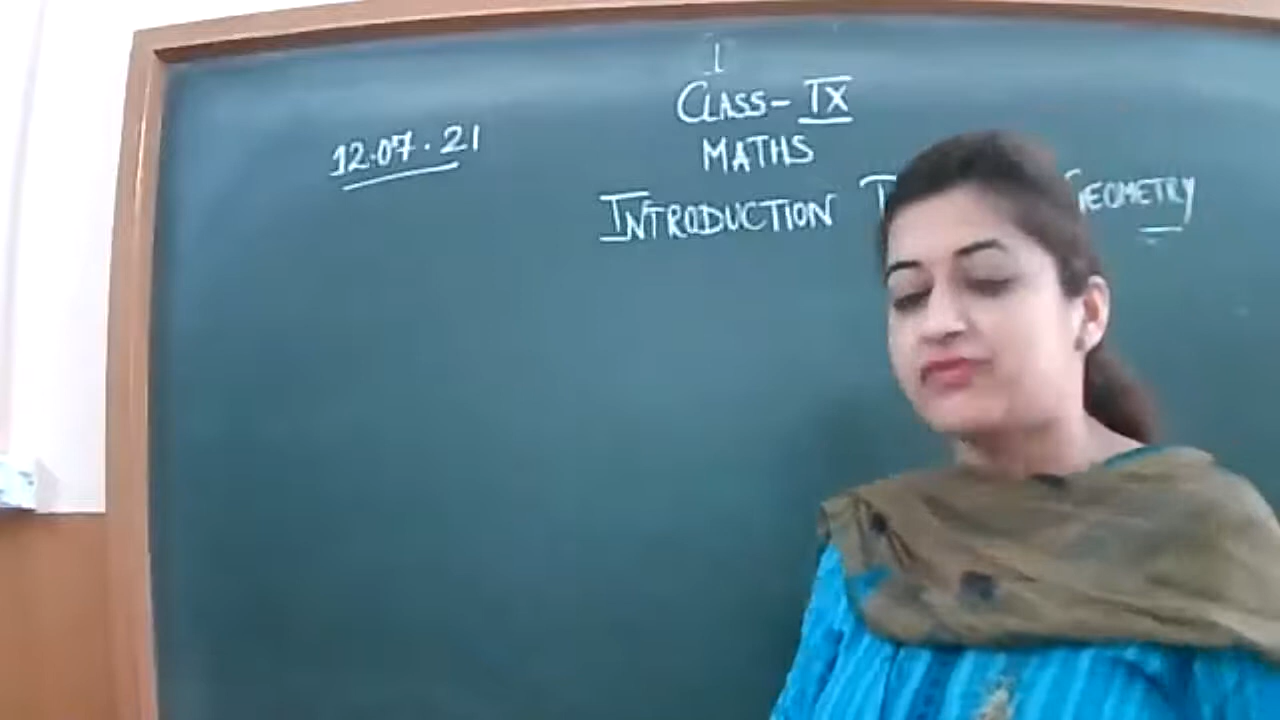 I
12.07.21
CLASS-IX
MATHS
INTRODUCTION GEOMETRY